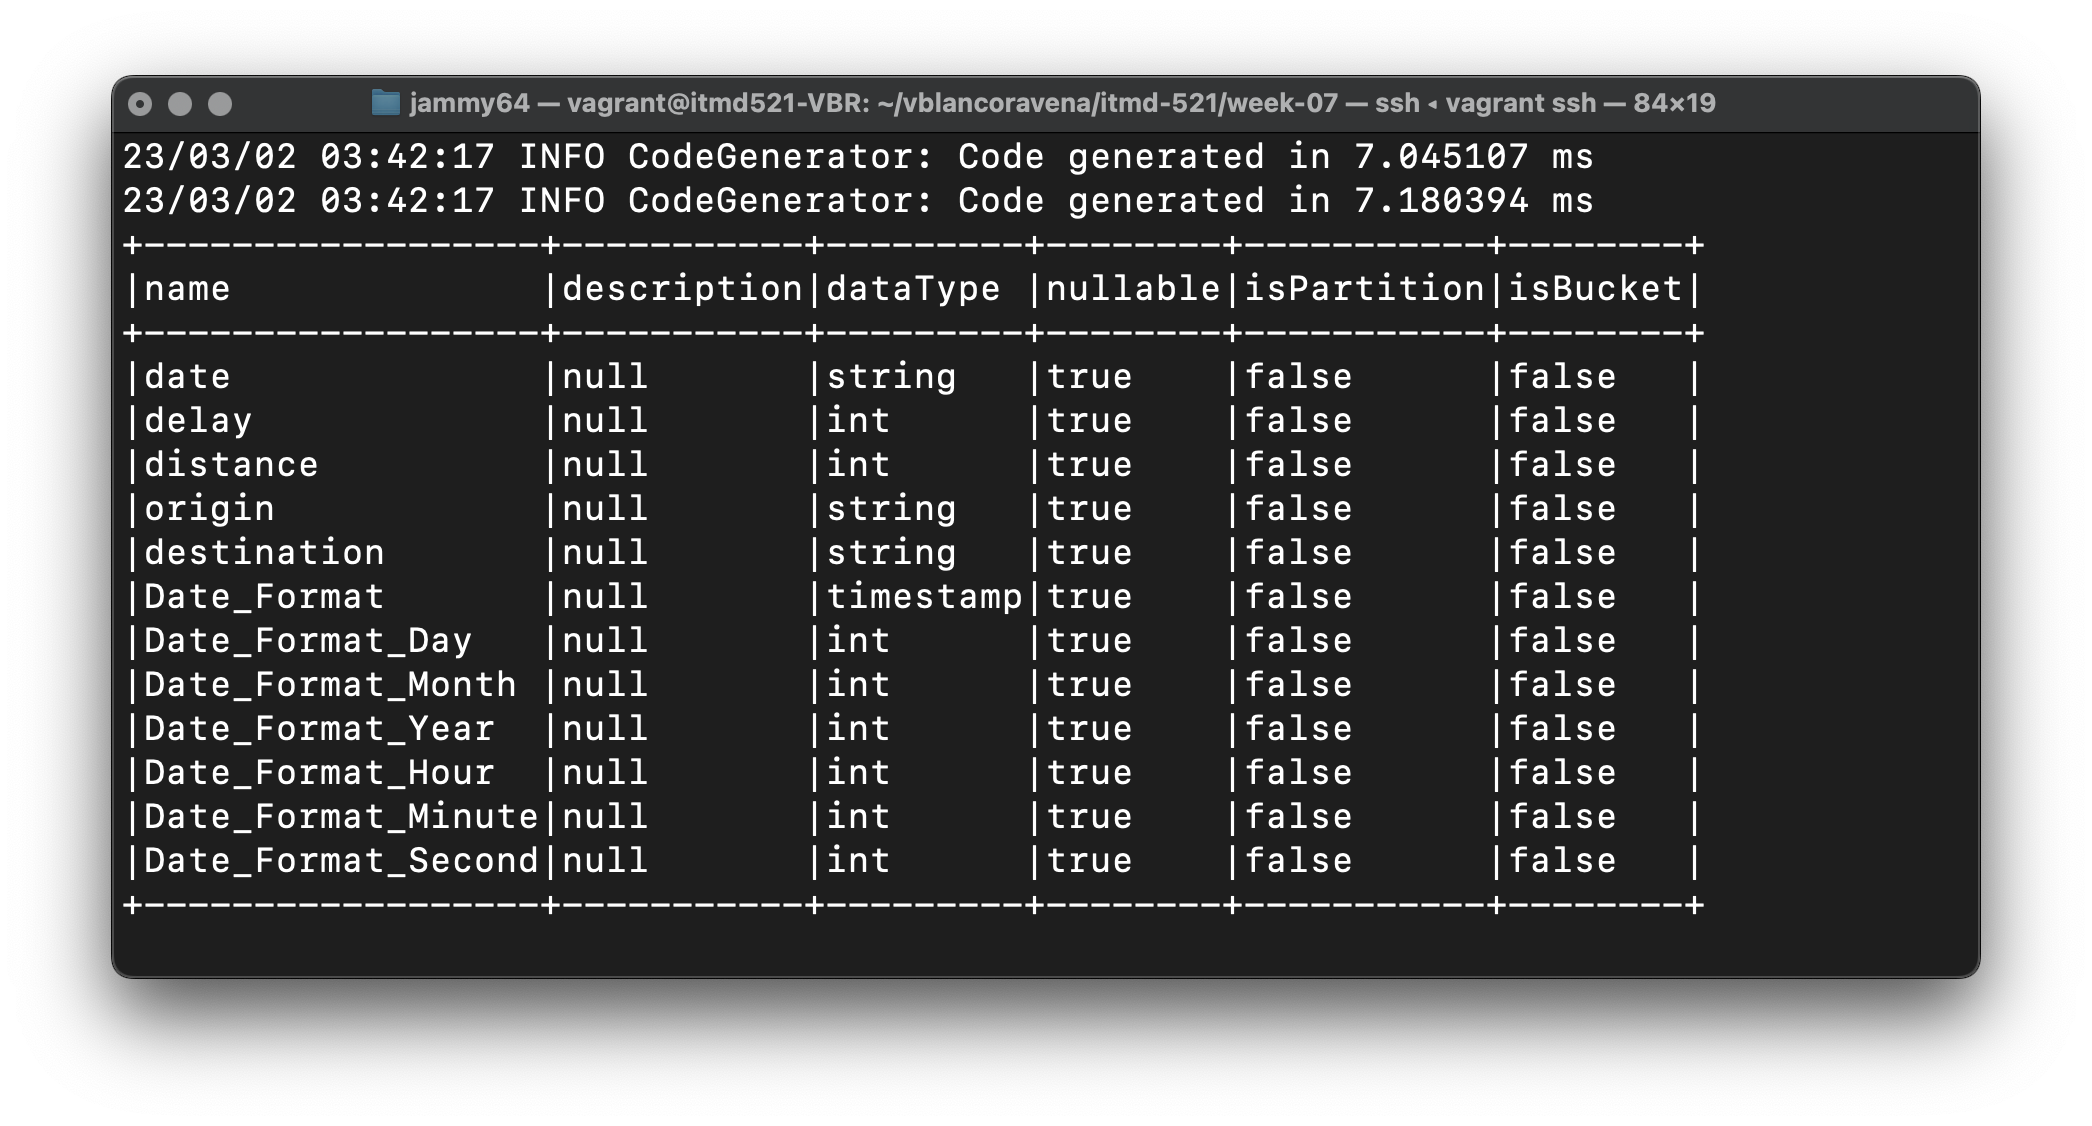 jammy64 — vagrant@itmd521-VBR: ~/vblancoravena/itmd-521/week-07 — ssh ◂ vagrant ssh — 84×19
23/03/02 03:42:17 INFO CodeGenerator: Code generated in 7.045107 ms
23/03/02 03:42:17 INFO CodeGenerator: Code generated in 7.180394 ms
+------------------+-----------+---------+--------+-----------+--------+
|name              |description|dataType |nullable|isPartition|isBucket|
+------------------+-----------+---------+--------+-----------+--------+
|date              |null       |string   |true    |false      |false   |
|delay             |null       |int      |true    |false      |false   |
|distance          |null       |int      |true    |false      |false   |
|origin            |null       |string   |true    |false      |false   |
|destination       |null       |string   |true    |false      |false   |
|Date_Format       |null       |timestamp|true    |false      |false   |
|Date_Format_Day   |null       |int      |true    |false      |false   |
|Date_Format_Month |null       |int      |true    |false      |false   |
|Date_Format_Year  |null       |int      |true    |false      |false   |
|Date_Format_Hour  |null       |int      |true    |false      |false   |
|Date_Format_Minute|null       |int      |true    |false      |false   |
|Date_Format_Second|null       |int      |true    |false      |false   |
+------------------+-----------+---------+--------+-----------+--------+